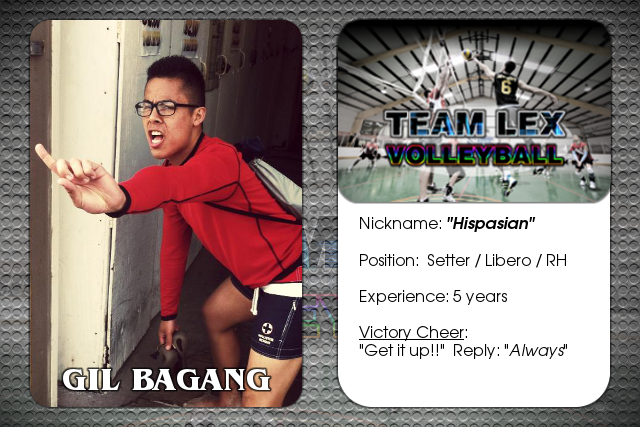 GIL BAGANG
TEAM LEX
VOLLEYBALL
6
Nickname: "Hispasian"
Position: Setter / Libero / RH
Experience: 5 years
Victory Cheer:
"Get it up!!" Reply: "Always"